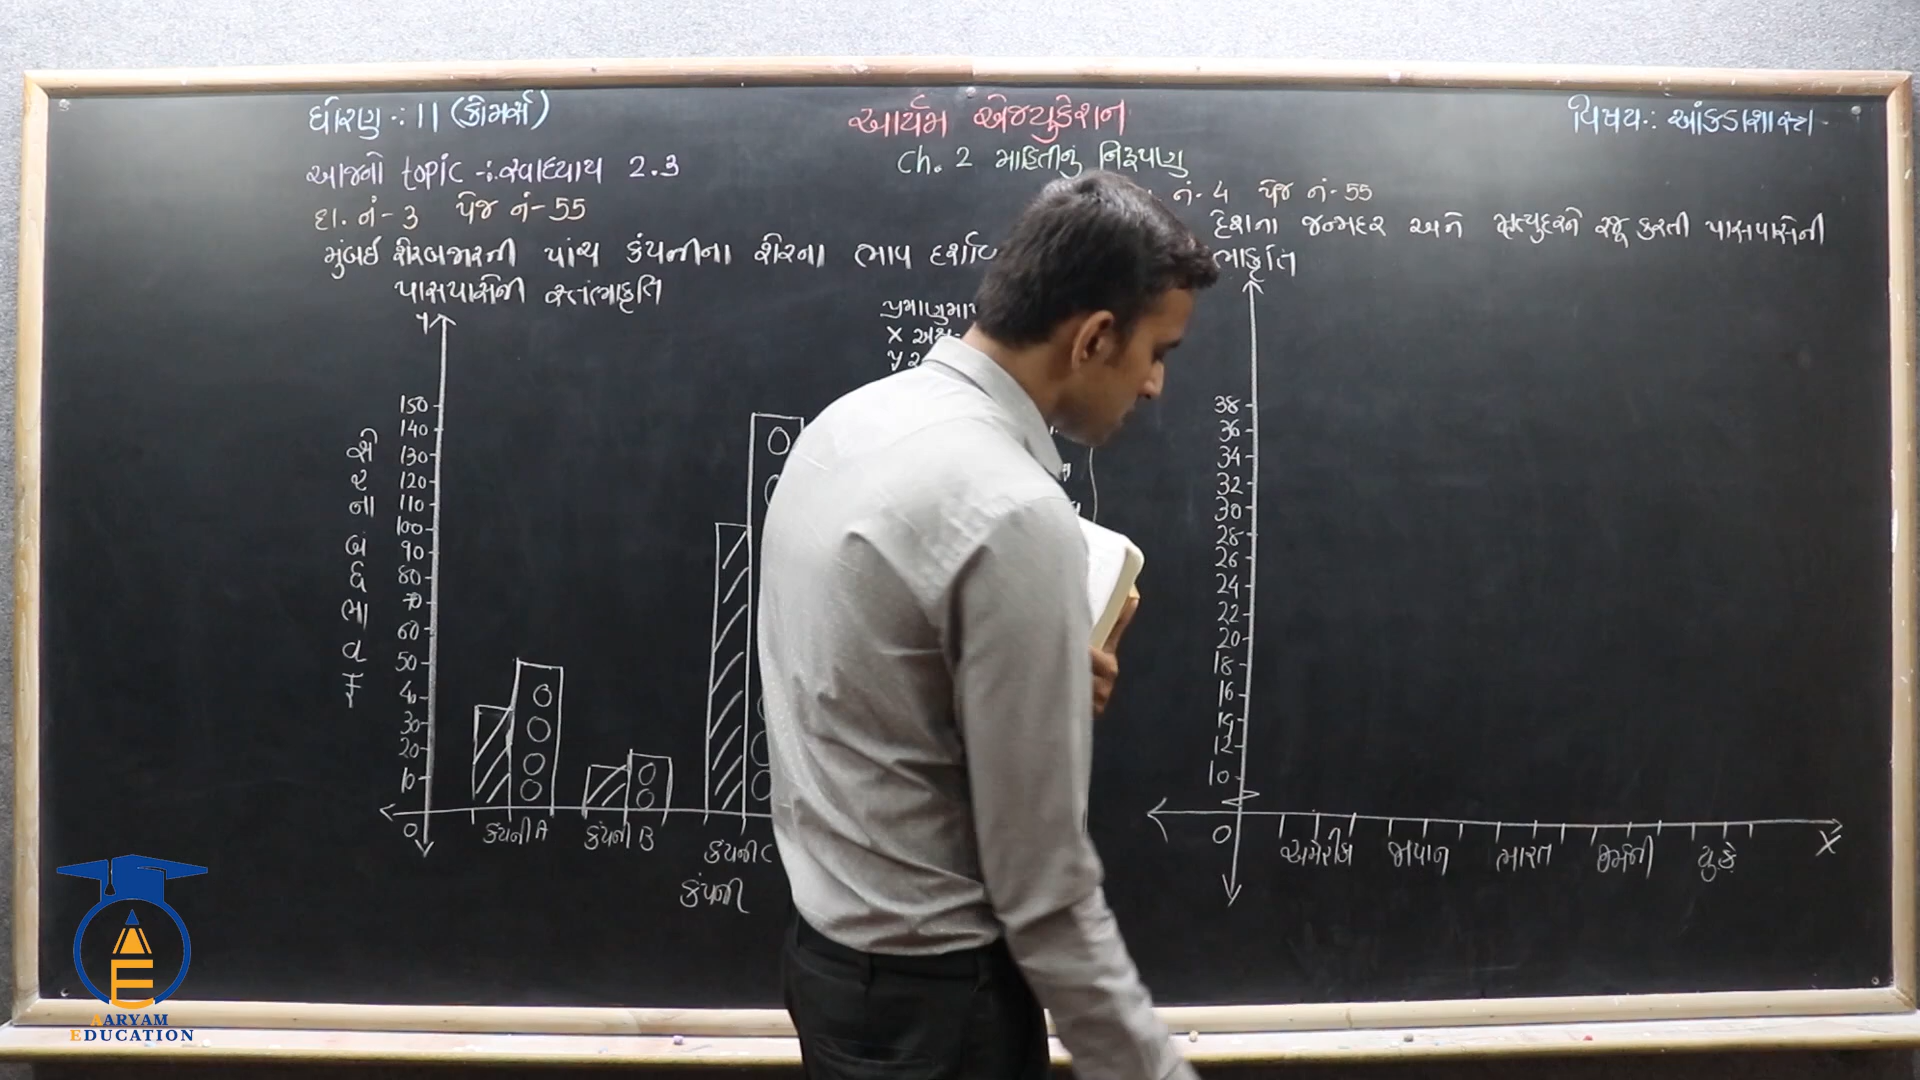 ધોરણ :- 11 (કોમર્સ)
આર્યમ એજ્યુકેશન
વિષય :- આંકડાશાસ્ત્ર
આજનો topic -: સ્વાધ્યાય 2.3
Ch. 2 માહિતીનું નિરૂપણ
દા. નં- 3 પેજ નં- 55
મુંબઈ શેરબજારની પાંચ કંપનીના શેરના ભાવ
પાસપાસેની સ્તંભાકૃતિ
Y
150
140
130
120
110
100
90
80
70
60
50
40
30
20
10
0
શેરના બંધ ભાવ ₹
કંપની A કંપની B કંપની C
કંપની
X અક્ષ
નં- 4 પેજ નં- 55
દેશના જન્મદર અને મૃત્યુદરને રજૂ કરતી પાસપાસેની
38
36
34
32
30
28
26
24
22
20
18
16
14
12
10
0
અમેરીકા જાપાન ભારત જર્મની યુકે
X
AARYAM
EDUCATION